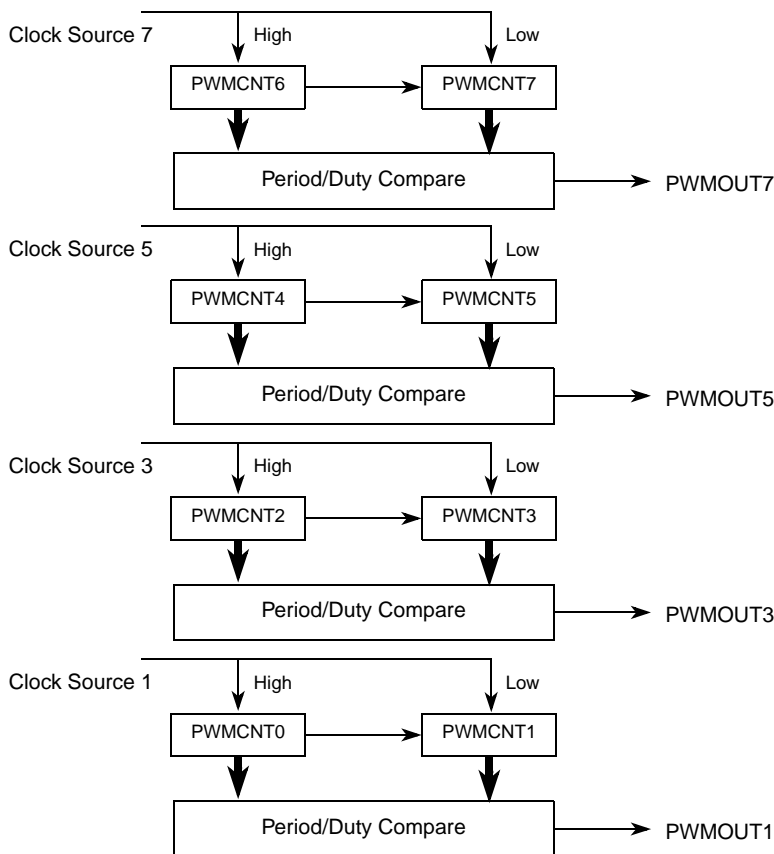 Clock Source 7
High
Low
PWMCNT6
PWMCNT7
Period/Duty Compare
PWMOUT7
Clock Source 5
High
Low
PWMCNT4
PWMCNT5
Period/Duty Compare
PWMOUT5
Clock Source 3
High
Low
PWMCNT2
PWMCNT3
Period/Duty Compare
PWMOUT3
Clock Source 1
High
Low
PWMCNT0
PWMCNT1
Period/Duty Compare
PWMOUT1